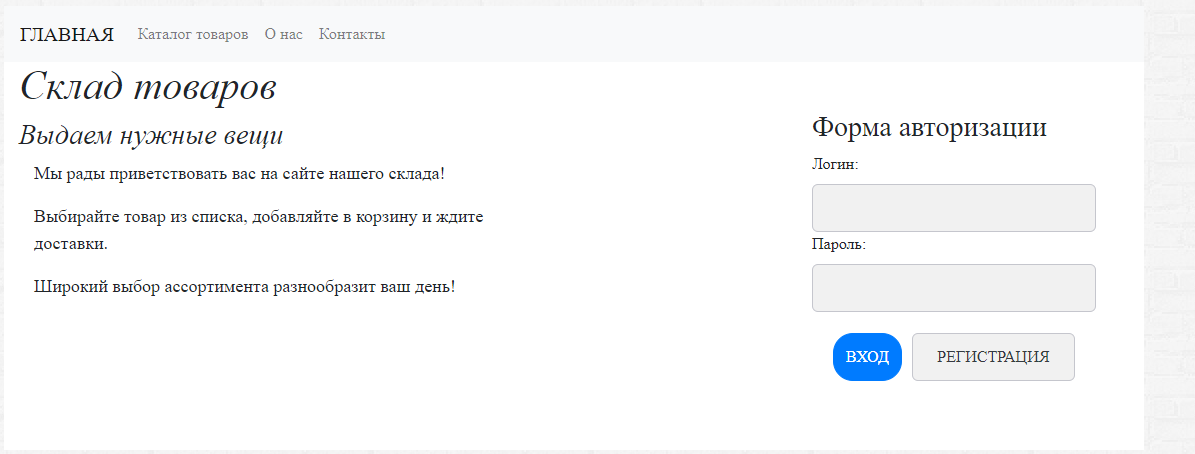 ГЛАВНАЯ Каталог товаров О нас Контакты
Склад товаров
Выдаем нужные вещи
Мы рады приветствовать вас на сайте нашего склада!
Выбирайте товар из списка, добавляйте в корзину и ждите
доставки.
Широкий выбор ассортимента разнообразит ваш день!
Форма авторизации
Логин:
Пароль:
ВХОД РЕГИСТРАЦИЯ